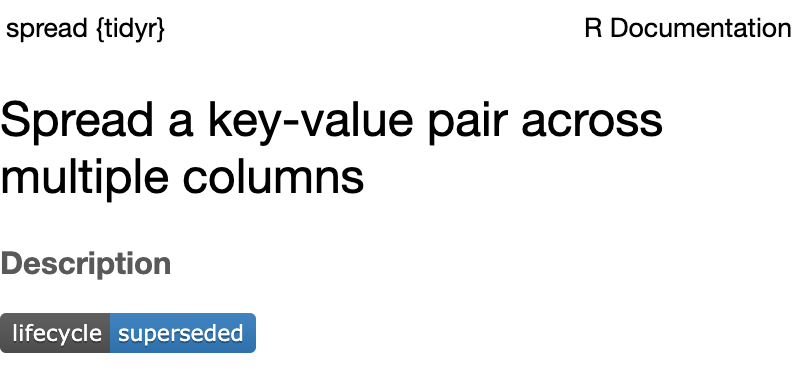 spread {tidyr} R Documentation
Spread a key-value pair across
multiple columns
Description
lifecycle superseded